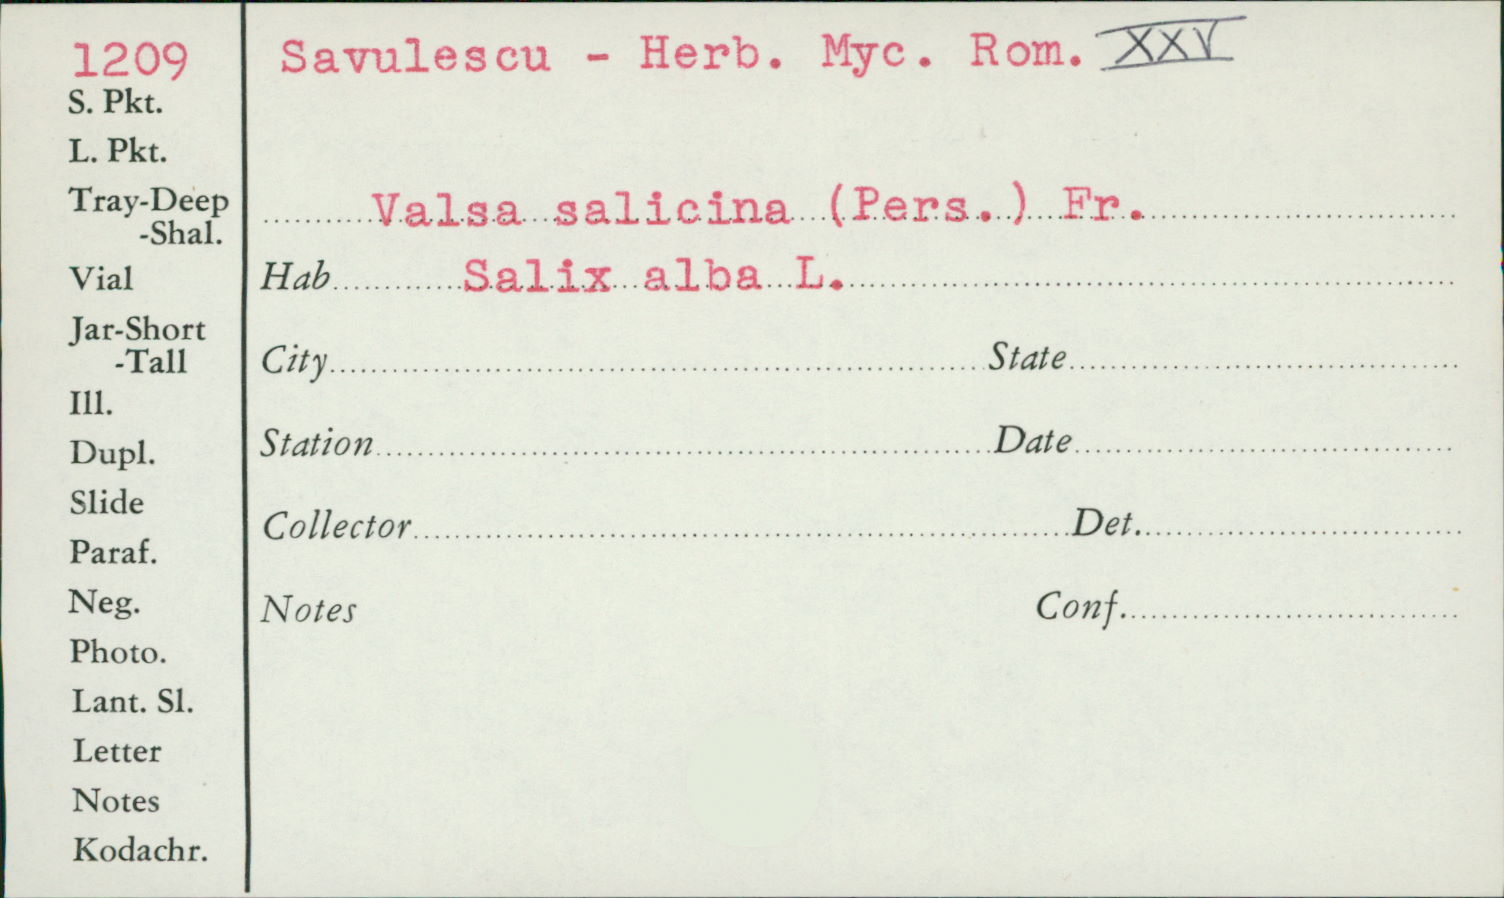 1209
Savulescu - Herb. Myc. Rom. XXV
S. Pkt.
L. Pkt.
Tray-Deep
-Shal.
Valsa salicina (Pers.) Fr.
Vial
Hab. Salix alba L.
Jar-Short
-Tall
City State
Ill.
Dupl.
Station Date
Slide
Collector Det.
Paraf.
Neg.
Notes Conf.
Photo.
Lant. Sl.
Letter
Notes
Kodachr.